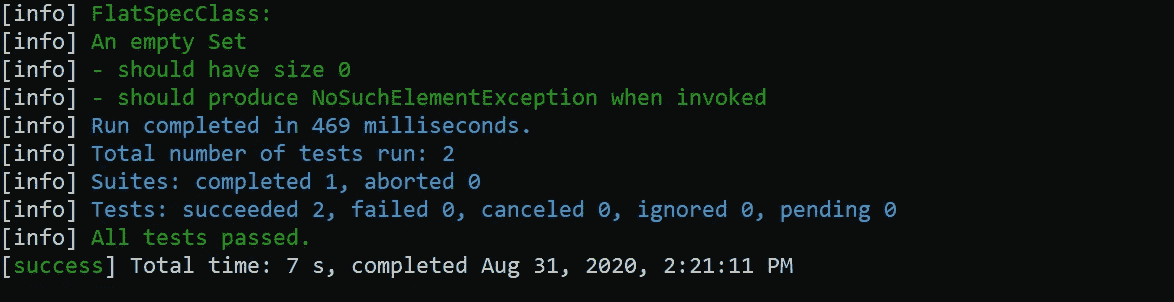 [info] FlatSpecClass:
[info] An empty Set
[info] - should have size 0
[info] - should produce NoSuchElementException when invoked
[info] Run completed in 469 milliseconds.
[info] Total number of tests run: 2
[info] Suites: completed 1, aborted 0
[info] Tests: succeeded 2, failed 0, canceled 0, ignored 0, pending 0
[info] All tests passed.
[success] Total time: 7 s, completed Aug 31, 2020, 2:21:11 PM